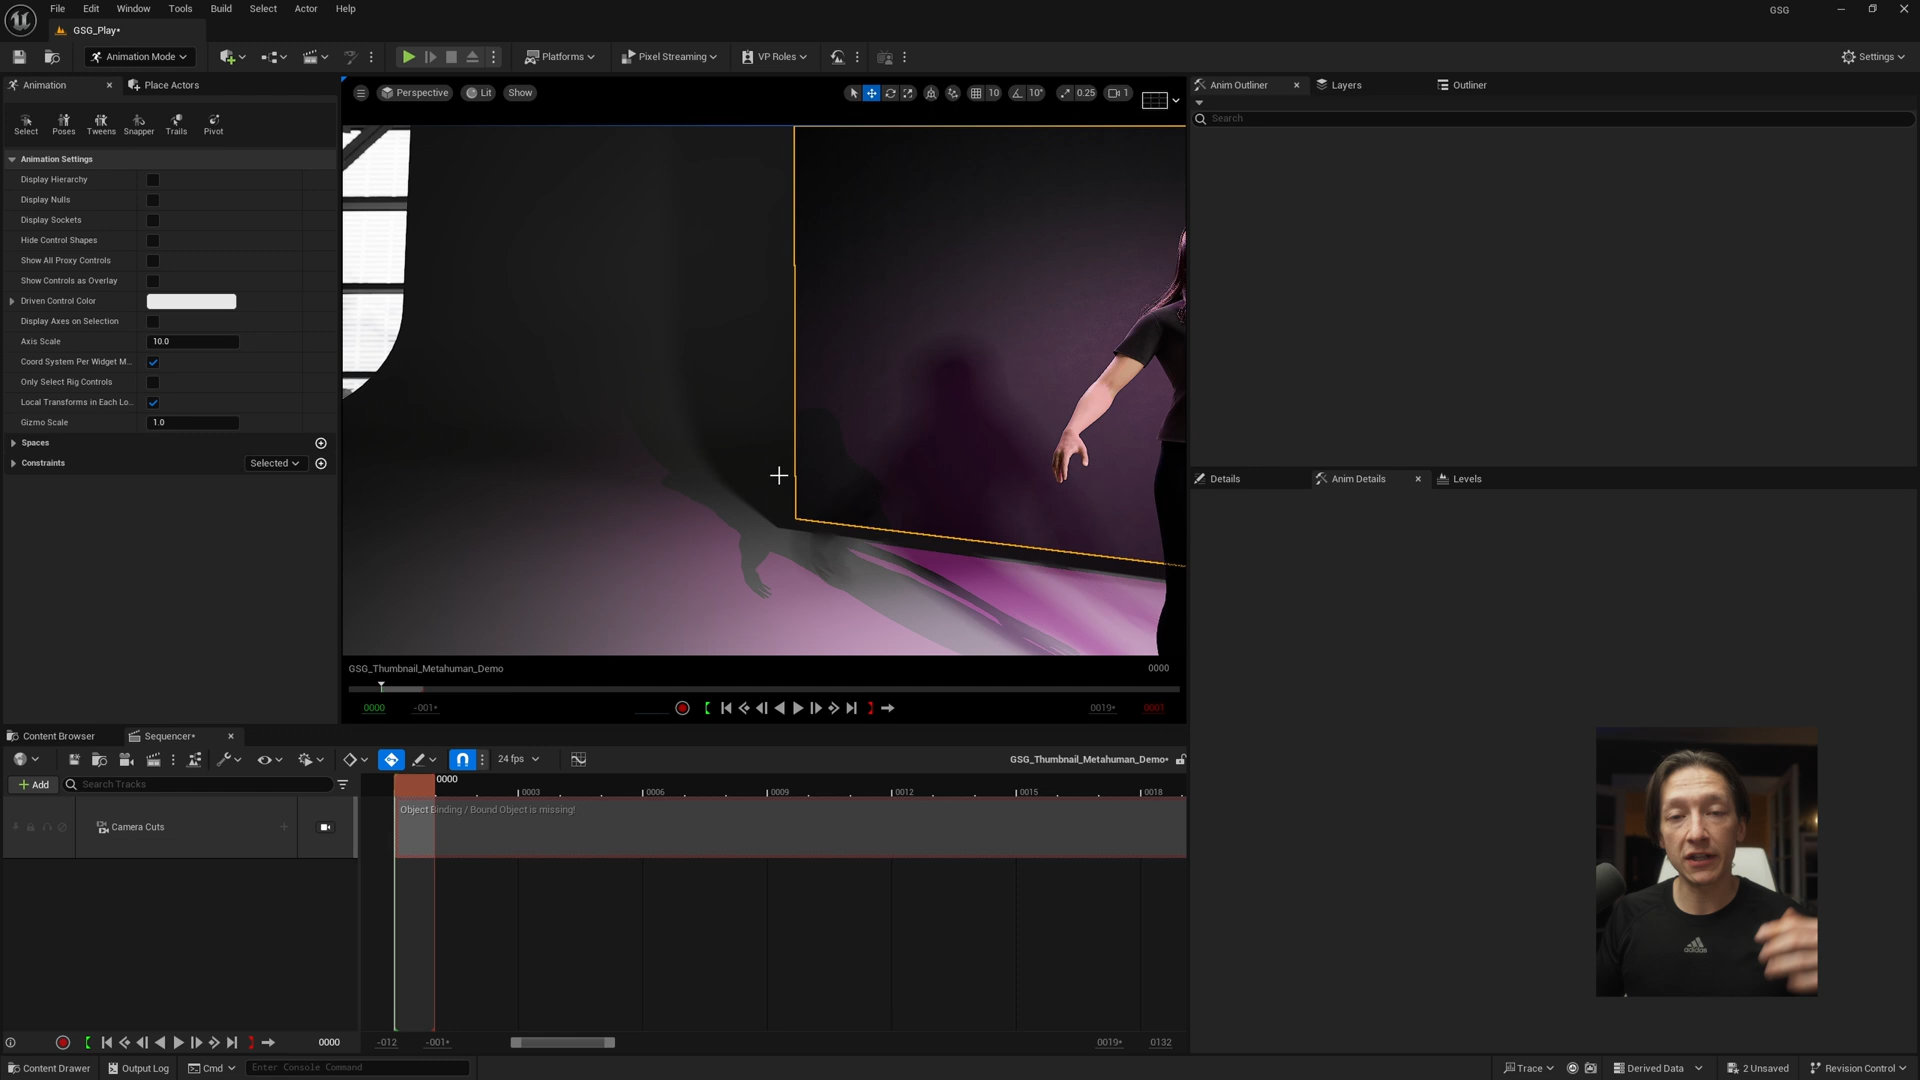 File Edit Window Tools Build Select Actor Help
GSG
GSG_Play*
Animation Mode
Platforms
Pixel Streaming
VP Roles
Settings
Animation
Place Actors
Select
Poses
Tweens
Snapper
Trails
Pivot
Animation Settings
Display Hierarchy
Display Nulls
Display Sockets
Hide Control Shapes
Show All Proxy Controls
Show Controls as Overlay
Driven Control Color
Display Axes on Selection
Axis Scale
10.0
Coord System Per Widget M...
Only Select Rig Controls
Local Transforms in Each Lo...
Gizmo Scale
1.0
Spaces
Constraints
Selected
Perspective
Lit
Show
10
10°
0.25
1
GSG_Thumbnail_Metahuman_Demo
0000
0000
-001*
0019*
0001
Anim Outliner
Layers
Outliner
Search
Details
Anim Details
Levels
Content Browser
Sequencer*
24 fps
GSG_Thumbnail_Metahuman_Demo*
Add
Search Tracks
0000
0003
0006
0009
0012
0015
0018
Camera Cuts
Object Binding / Bound Object is missing!
0000
-012
-001*
0019*
0132
adidas
Content Drawer
Output Log
Cmd
Enter Console Command
Trace
Derived Data
2 Unsaved
Revision Control